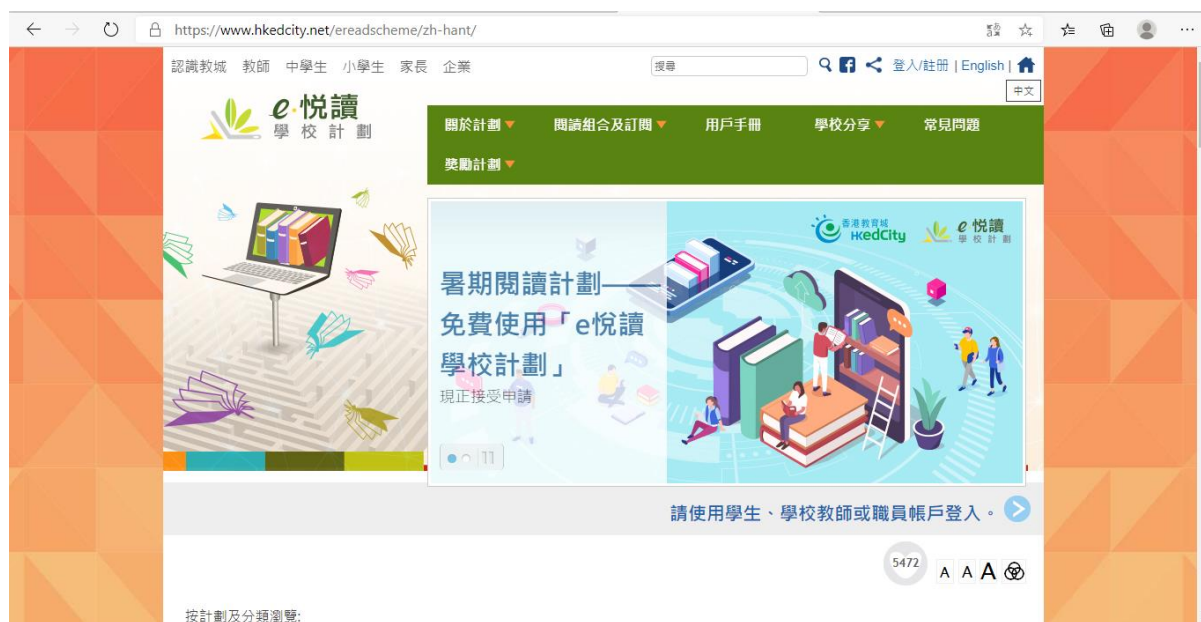 https://www.hkedcity.net/ereadscheme/zh-hant/
認識教城 教師 中學生 小學生 家長 企業
搜尋
登入/註冊 | English |
中文
e悦讀
學校計劃
關於計劃 閱讀組合及訂閱 用戶手冊 學校分享 常見問題
獎勵計劃
香港教育城
HKedCity
e悦讀
學校計劃
暑期閱讀計劃——
免費使用「e悅讀
學校計劃」
現正接受申請
請使用學生、學校教師或職員帳戶登入。
5472
A A A
按計劃及分類瀏覽: